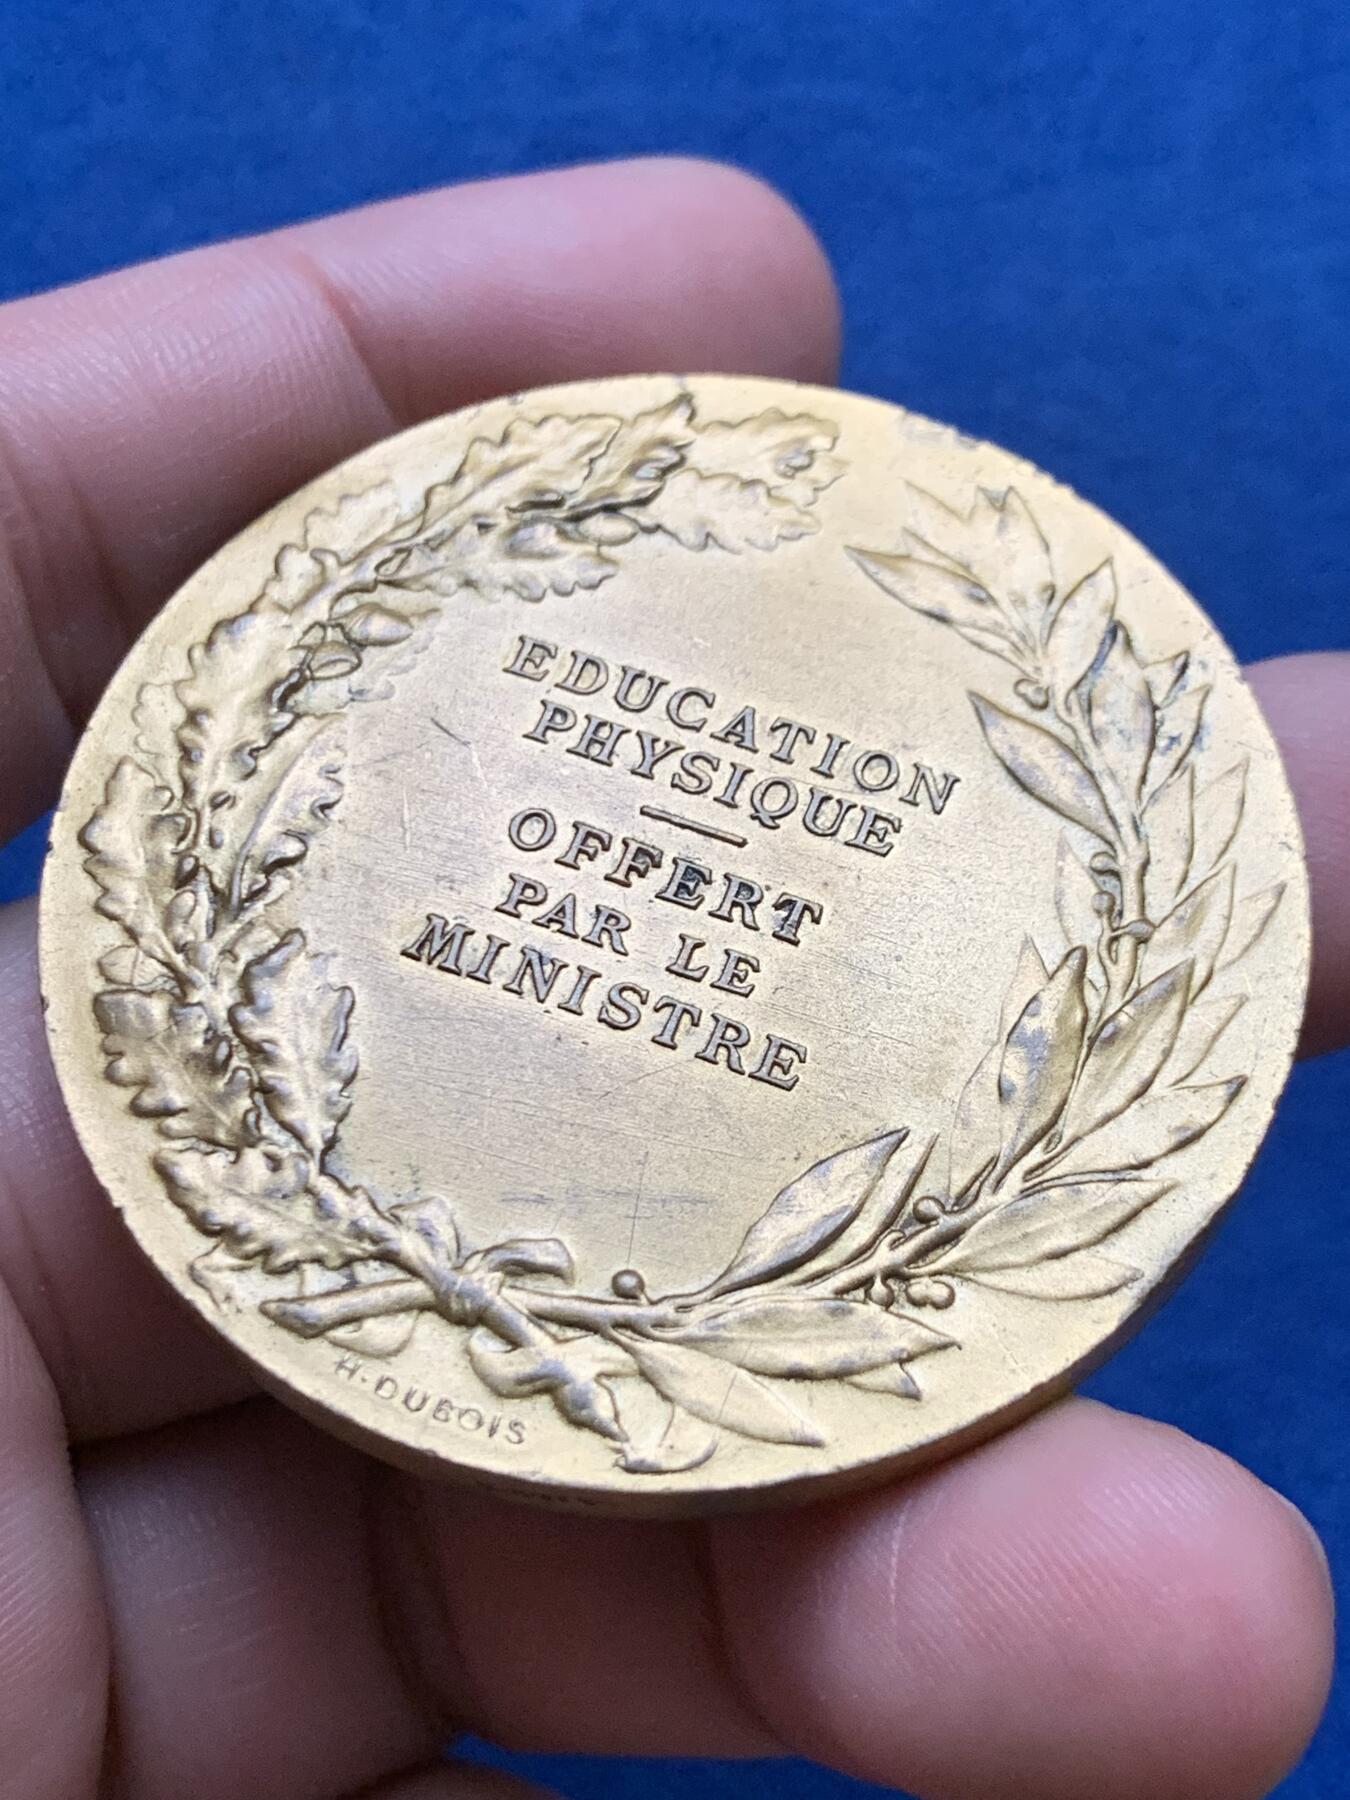 EDUCATION
PHYSIQUE
OFFERT
PAR LE
MINISTRE
H. DUBOIS